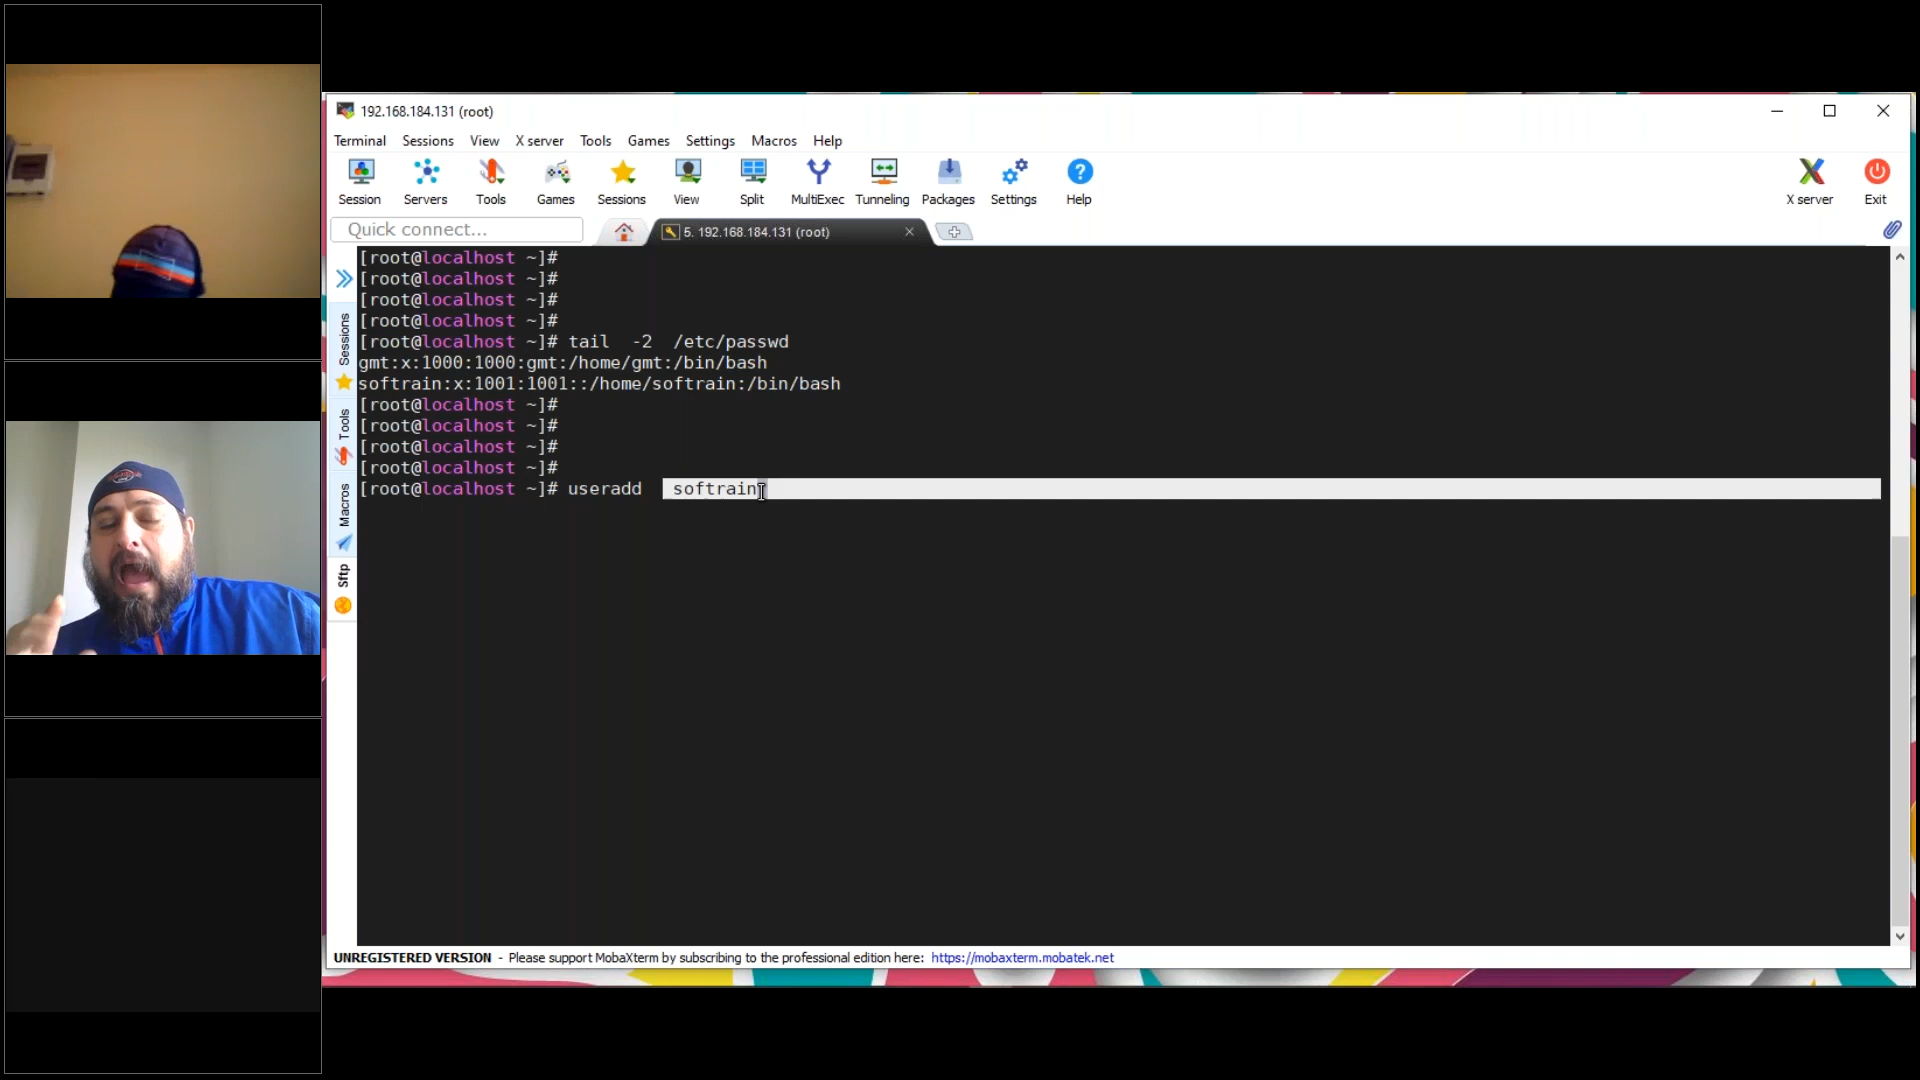 192.168.184.131 (root)
Terminal Sessions View X server Tools Games Settings Macros Help
Session Servers Tools Games Sessions View Split MultiExec Tunneling Packages Settings Help X server Exit
Quick connect...
5. 192.168.184.131 (root)
Sessions
Tools
Macros
Sftp
[root@localhost ~]#
[root@localhost ~]#
[root@localhost ~]#
[root@localhost ~]#
[root@localhost ~]# tail  -2  /etc/passwd
gmt:x:1000:1000:gmt:/home/gmt:/bin/bash
softrain:x:1001:1001::/home/softrain:/bin/bash
[root@localhost ~]#
[root@localhost ~]#
[root@localhost ~]#
[root@localhost ~]#
[root@localhost ~]# useradd   softrain
UNREGISTERED VERSION - Please support MobaXterm by subscribing to the professional edition here: https://mobaxterm.mobatek.net